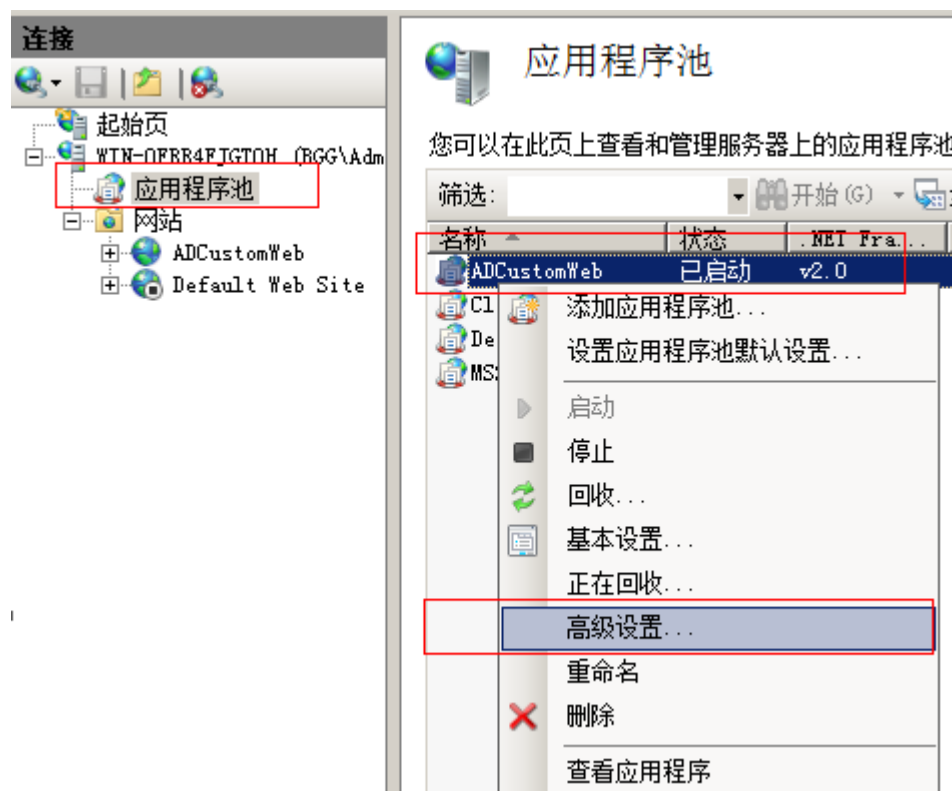 连接
起始页
WIN-OFRR4FJGTOH (RGG\Adm
应用程序池
网站
ADCustomWeb
Default Web Site
应用程序池
您可以在此页上查看和管理服务器上的应用程序池
筛选: 开始(G)
名称 状态 .NET Fra...
ADCustomWeb 已启动 v2.0
Cl
De
MS
添加应用程序池...
设置应用程序池默认设置...
启动
停止
回收...
基本设置...
正在回收...
高级设置...
重命名
删除
查看应用程序